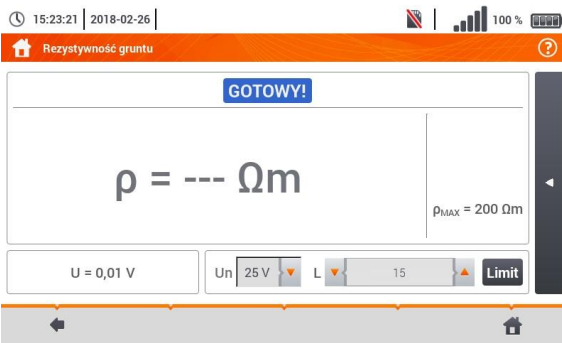 15:23:21 2018-02-26 100 %
Rezystywność gruntu ?
GOTOWY!
ρ = --- Ωm
ρMAX = 200 Ωm
U = 0,01 V
Un 25 V L 15 Limit